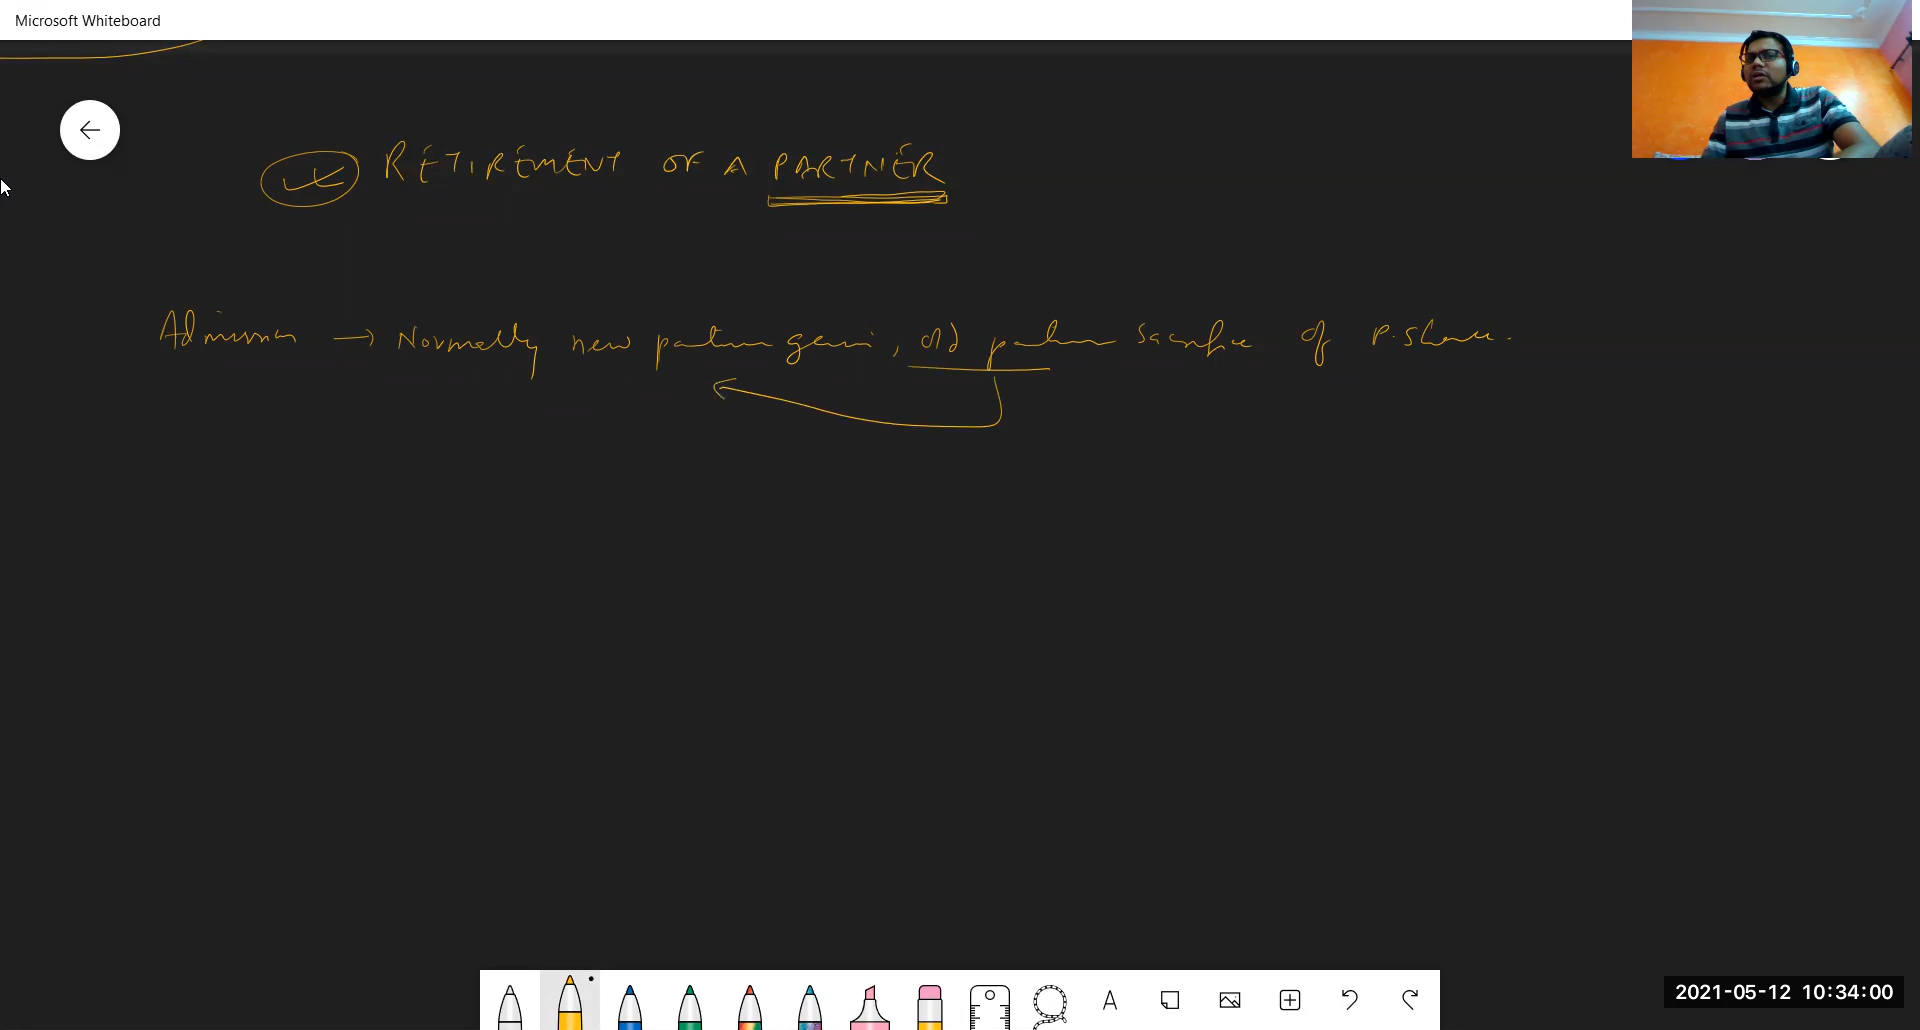 Microsoft Whiteboard
RETIREMENT OF A PARTNER
Admission → Normally new partner gain, old partner sacrifice of P. Share.
2021-05-12 10:34:00